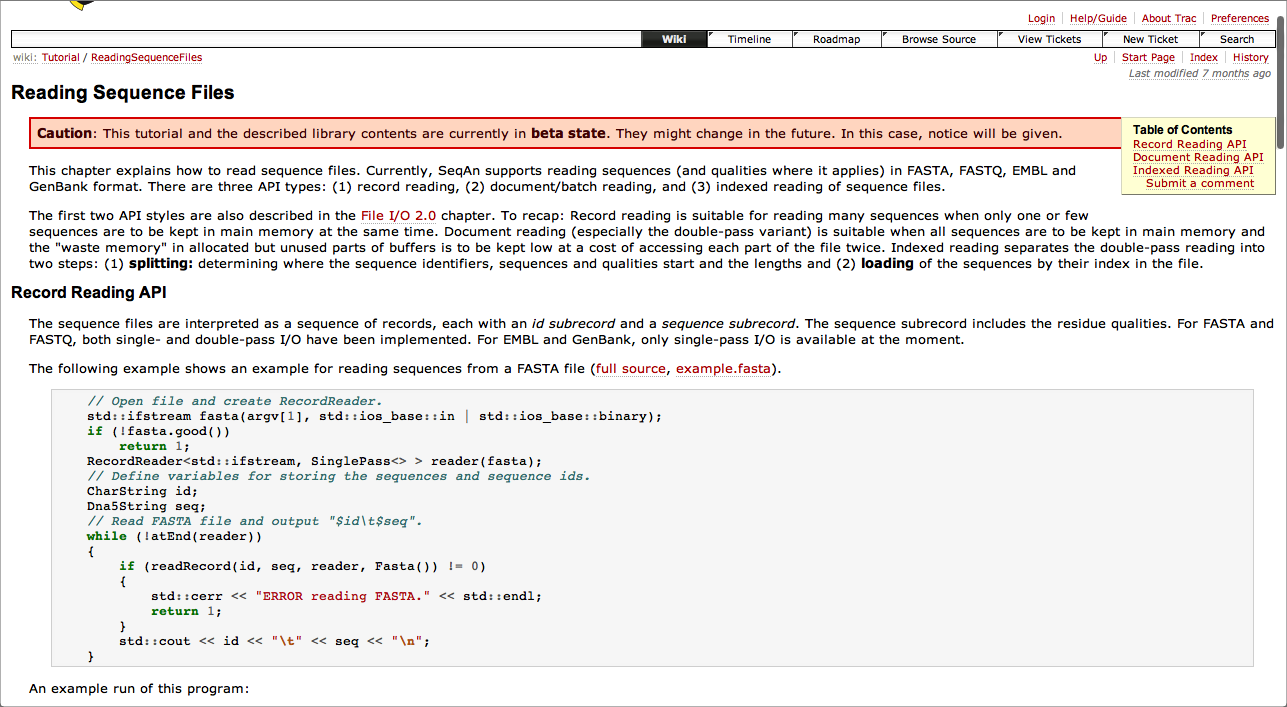 Login Help/Guide About Trac Preferences
Wiki Timeline Roadmap Browse Source View Tickets New Ticket Search
wiki: Tutorial / ReadingSequenceFiles
Up Start Page Index History
Last modified 7 months ago
Reading Sequence Files
Caution: This tutorial and the described library contents are currently in beta state. They might change in the future. In this case, notice will be given.
Table of Contents
Record Reading API
Document Reading API
Indexed Reading API
Submit a comment
This chapter explains how to read sequence files. Currently, SeqAn supports reading sequences (and qualities where it applies) in FASTA, FASTQ, EMBL and
GenBank format. There are three API types: (1) record reading, (2) document/batch reading, and (3) indexed reading of sequence files.
The first two API styles are also described in the File I/O 2.0 chapter. To recap: Record reading is suitable for reading many sequences when only one or few
sequences are to be kept in main memory at the same time. Document reading (especially the double-pass variant) is suitable when all sequences are to be kept in main memory and
the "waste memory" in allocated but unused parts of buffers is to be kept low at a cost of accessing each part of the file twice. Indexed reading separates the double-pass reading into
two steps: (1) splitting: determining where the sequence identifiers, sequences and qualities start and the lengths and (2) loading of the sequences by their index in the file.
Record Reading API
The sequence files are interpreted as a sequence of records, each with an id subrecord and a sequence subrecord. The sequence subrecord includes the residue qualities. For FASTA and
FASTQ, both single- and double-pass I/O have been implemented. For EMBL and GenBank, only single-pass I/O is available at the moment.
The following example shows an example for reading sequences from a FASTA file (full source, example.fasta).
// Open file and create RecordReader.
std::ifstream fasta(argv[1], std::ios_base::in | std::ios_base::binary);
if (!fasta.good())
return 1;
RecordReader<std::ifstream, SinglePass<> > reader(fasta);
// Define variables for storing the sequences and sequence ids.
CharString id;
Dna5String seq;
// Read FASTA file and output "$id\t$seq".
while (!atEnd(reader))
{
if (readRecord(id, seq, reader, Fasta()) != 0)
{
std::cerr << "ERROR reading FASTA." << std::endl;
return 1;
}
std::cout << id << "\t" << seq << "\n";
}
An example run of this program: